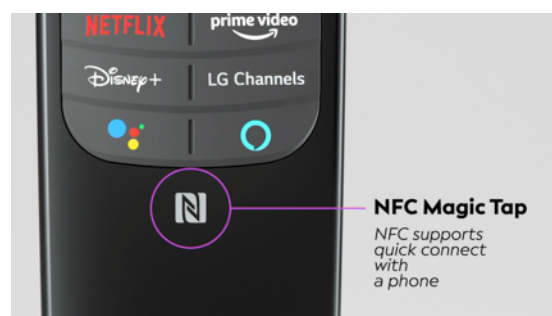 NETFLIX
prime video
Disney+
LG Channels
NFC Magic Tap
NFC supports
quick connect
with
a phone